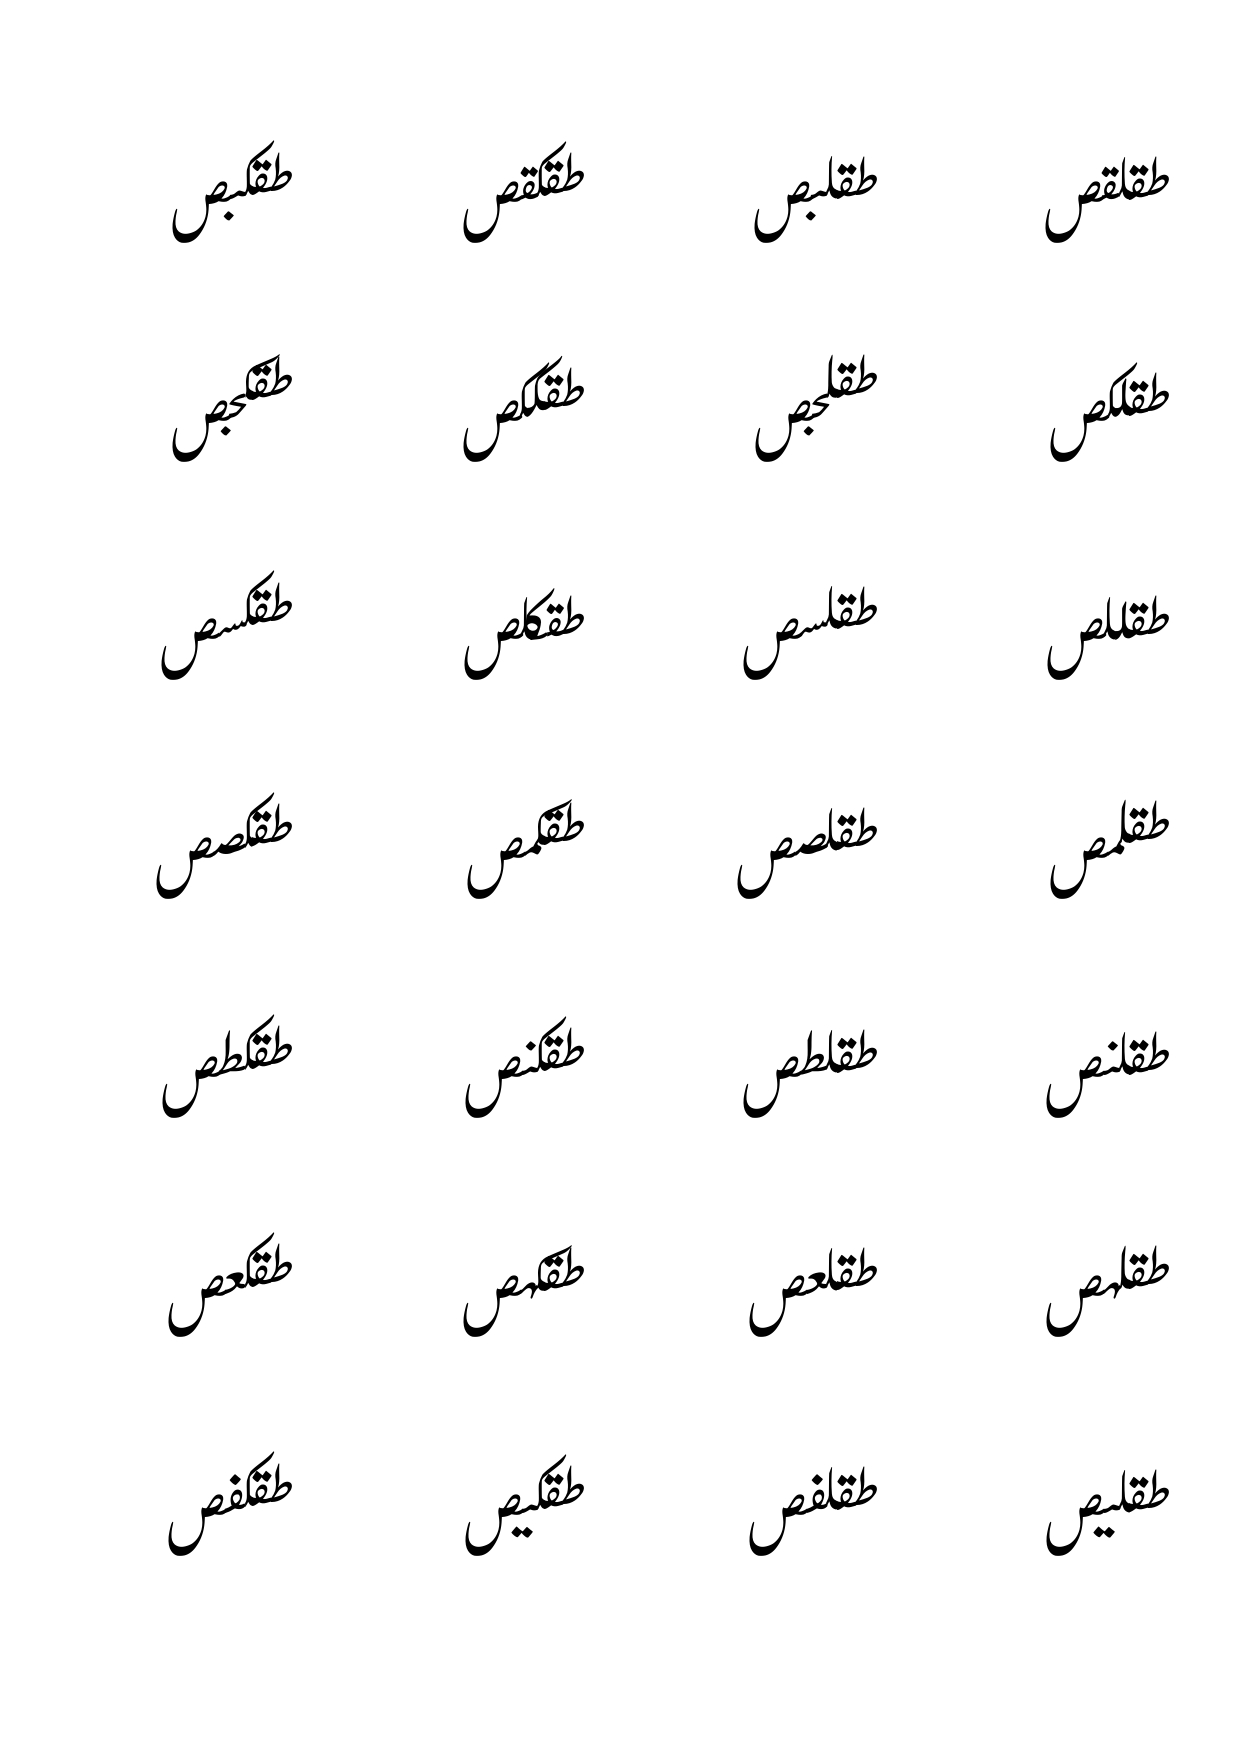 طقلقص طقلبص طقكقص طقكبص
طقلكص طقلجص طقككص طقكجص
طقللص طقلسص طقكلص طقكسص
طقلمص طقلصص طقكمص طقكصص
طقلنص طقلطص طقكنص طقكطص
طقلهص طقلعص طقكهص طقكعص
طقليص طقلفص طقكيص طقكفص